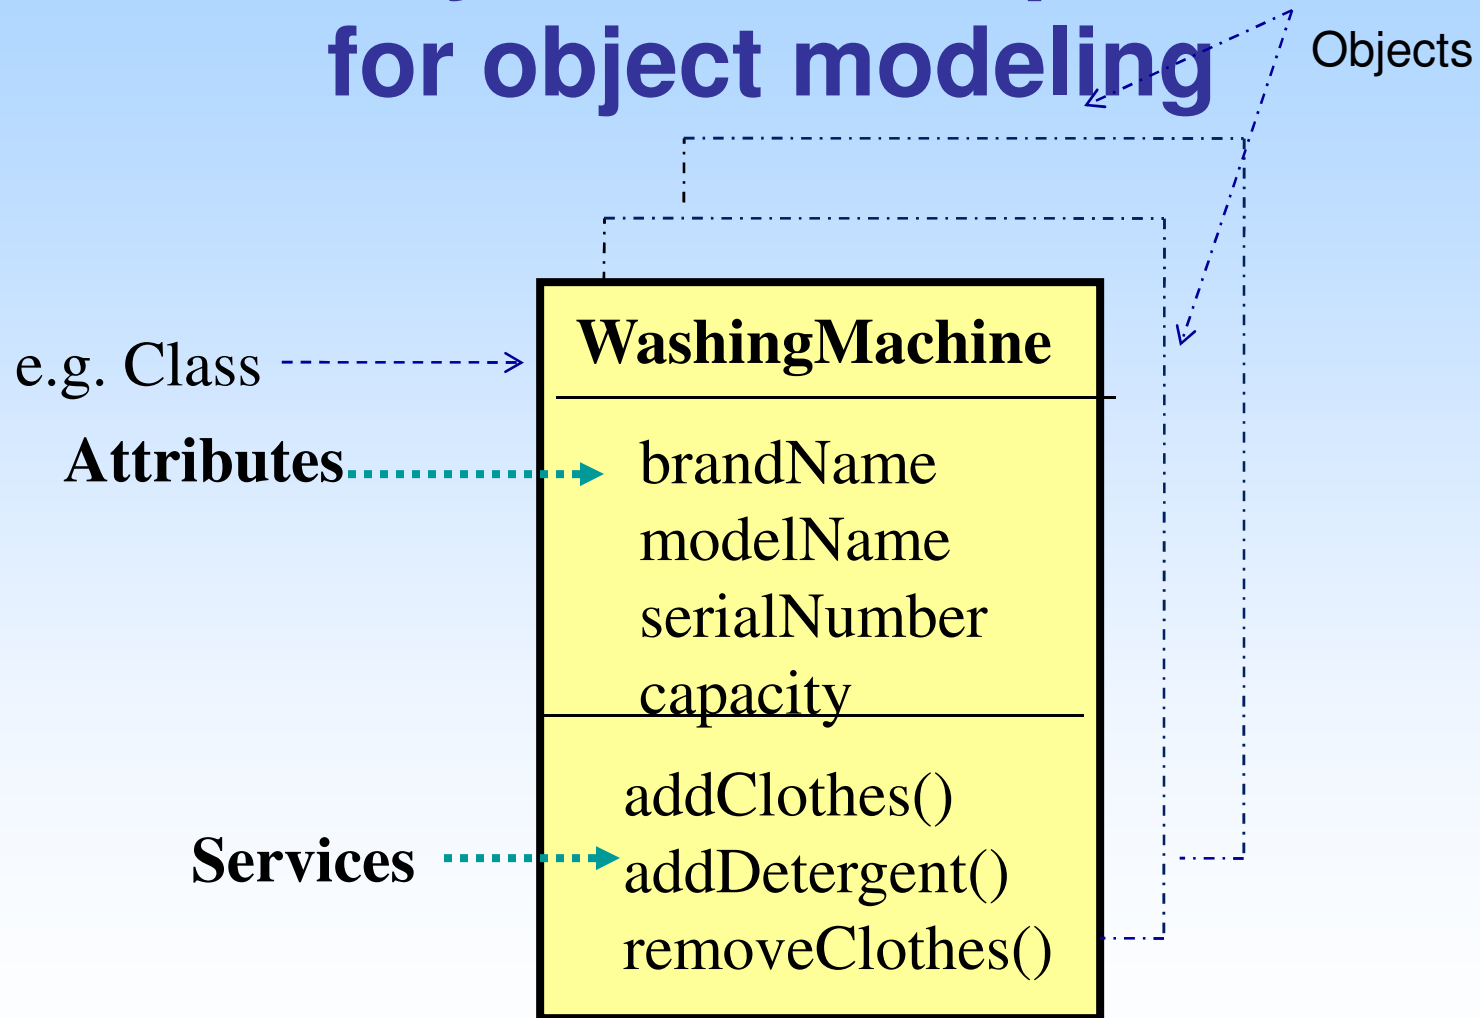 for object modeling
Objects
WashingMachine
e.g. Class
Attributes
brandName
modelName
serialNumber
capacity
addClothes()
Services
addDetergent()
removeClothes()